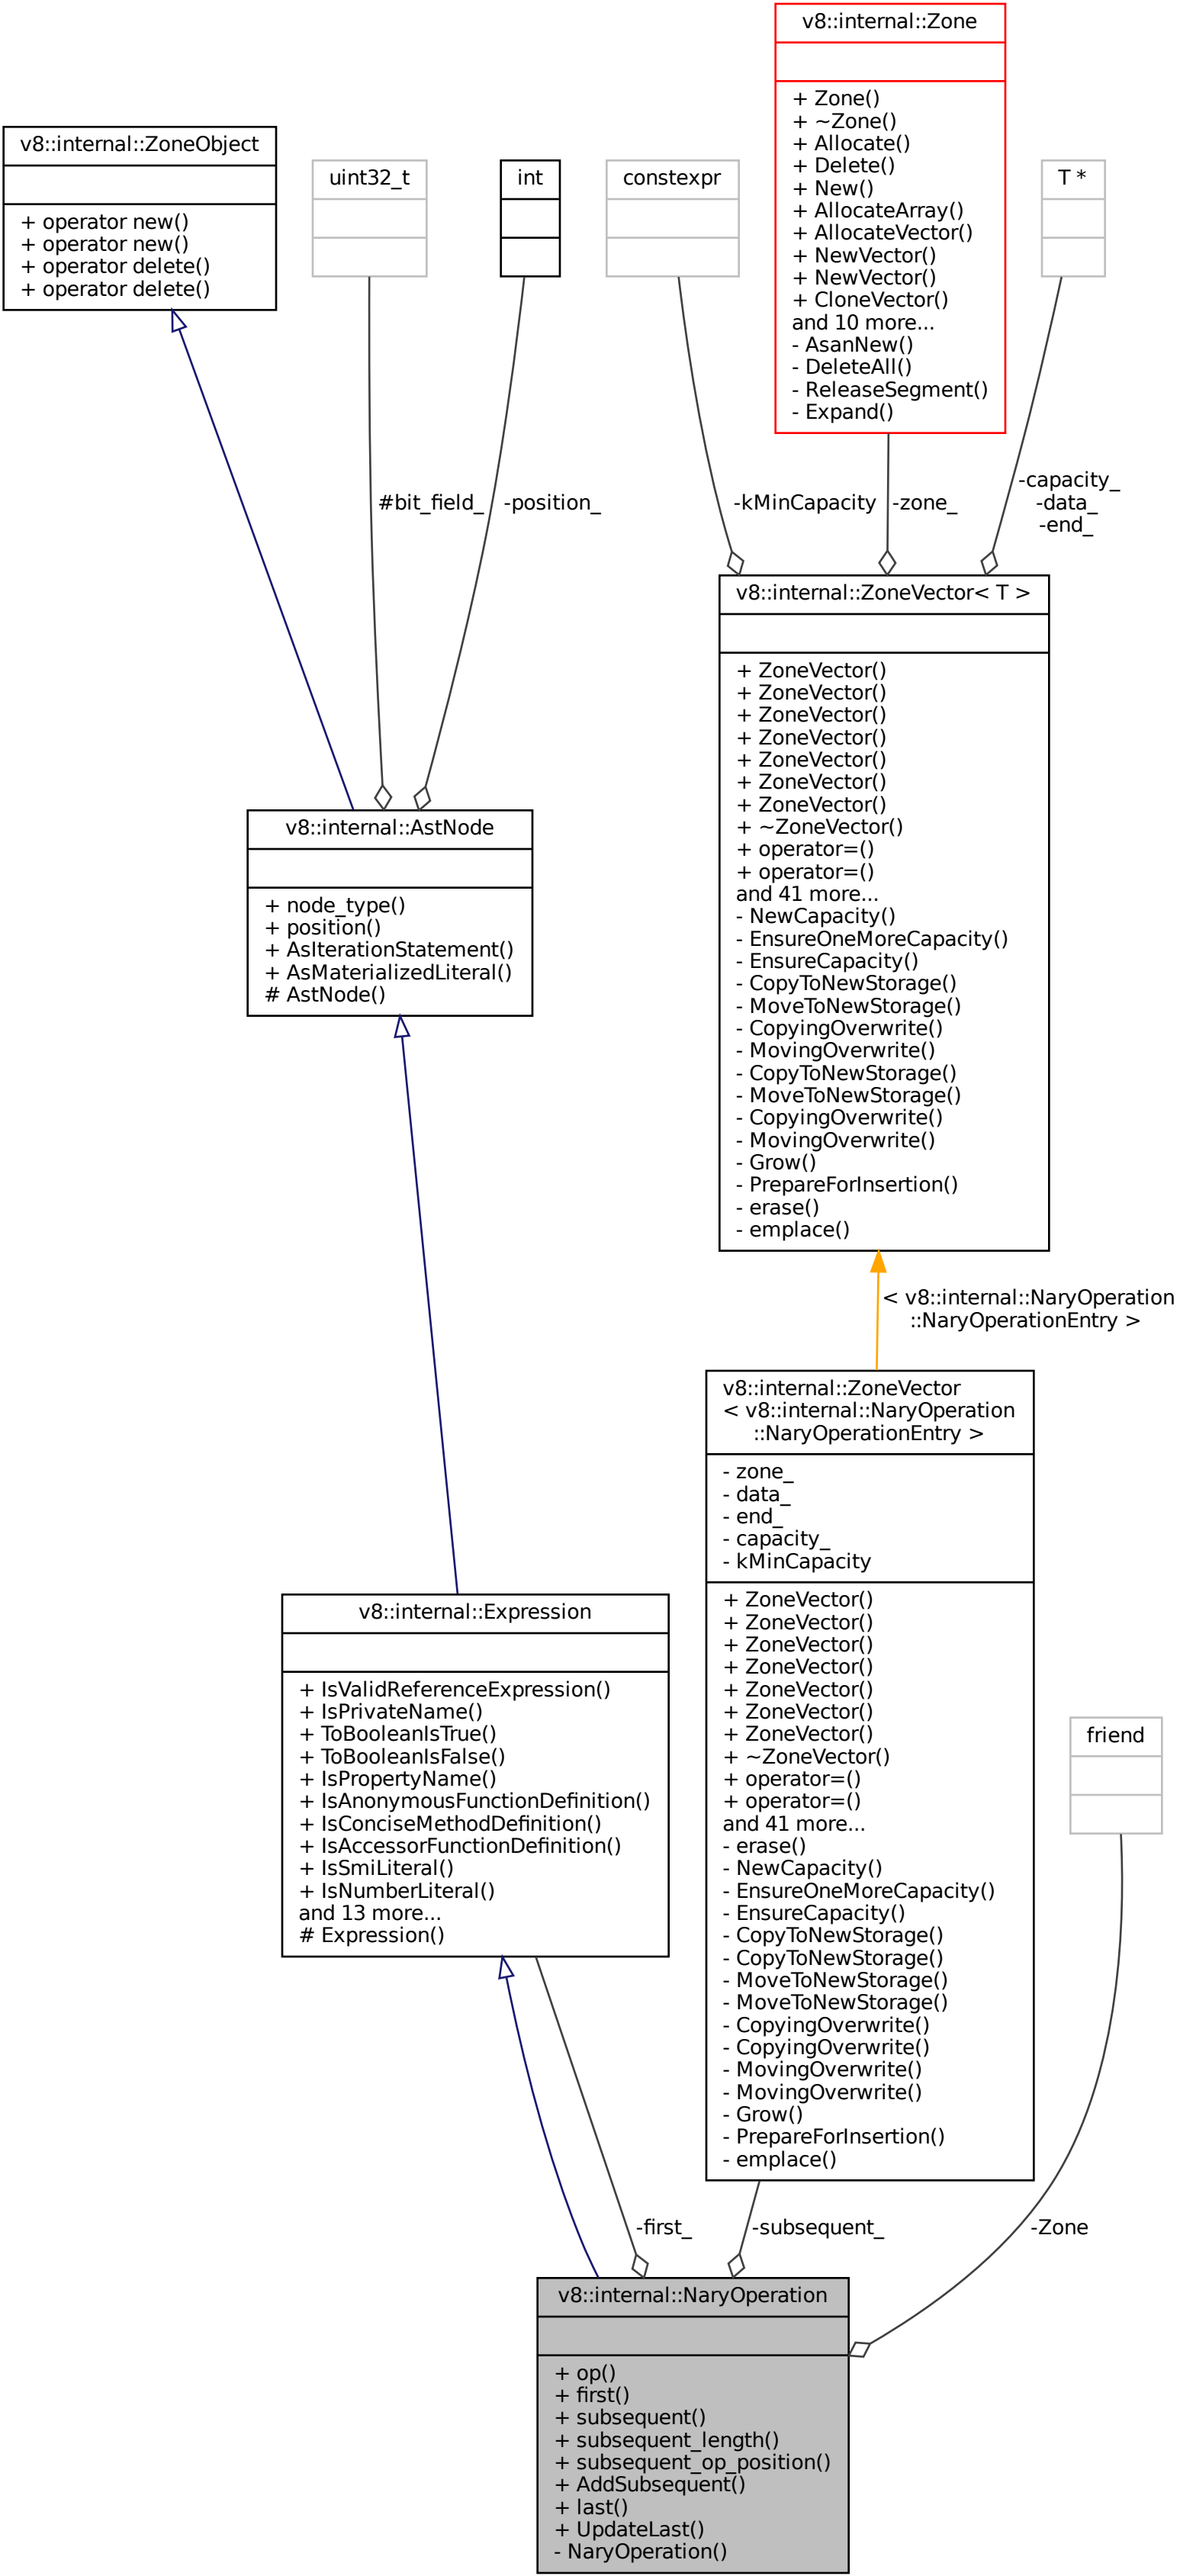 v8::internal::Zone
+ Zone()
+ ~Zone()
+ Allocate()
+ Delete()
+ New()
+ AllocateArray()
+ AllocateVector()
+ NewVector()
+ NewVector()
+ CloneVector()
and 10 more...
- AsanNew()
- DeleteAll()
- ReleaseSegment()
- Expand()
v8::internal::ZoneObject
+ operator new()
+ operator new()
+ operator delete()
+ operator delete()
uint32_t
int
constexpr
T *
#bit_field_
-position_
-kMinCapacity
-zone_
-capacity_
-data_
-end_
v8::internal::ZoneVector< T >
+ ZoneVector()
+ ZoneVector()
+ ZoneVector()
+ ZoneVector()
+ ZoneVector()
+ ZoneVector()
+ ZoneVector()
+ ~ZoneVector()
+ operator=()
+ operator=()
and 41 more...
- NewCapacity()
- EnsureOneMoreCapacity()
- EnsureCapacity()
- CopyToNewStorage()
- MoveToNewStorage()
- CopyingOverwrite()
- MovingOverwrite()
- CopyToNewStorage()
- MoveToNewStorage()
- CopyingOverwrite()
- MovingOverwrite()
- Grow()
- PrepareForInsertion()
- erase()
- emplace()
v8::internal::AstNode
+ node_type()
+ position()
+ AsIterationStatement()
+ AsMaterializedLiteral()
# AstNode()
< v8::internal::NaryOperation
::NaryOperationEntry >
v8::internal::ZoneVector
< v8::internal::NaryOperation
::NaryOperationEntry >
- zone_
- data_
- end_
- capacity_
- kMinCapacity
+ ZoneVector()
+ ZoneVector()
+ ZoneVector()
+ ZoneVector()
+ ZoneVector()
+ ZoneVector()
+ ZoneVector()
+ ~ZoneVector()
+ operator=()
+ operator=()
and 41 more...
- erase()
- NewCapacity()
- EnsureOneMoreCapacity()
- EnsureCapacity()
- CopyToNewStorage()
- CopyToNewStorage()
- MoveToNewStorage()
- MoveToNewStorage()
- CopyingOverwrite()
- CopyingOverwrite()
- MovingOverwrite()
- MovingOverwrite()
- Grow()
- PrepareForInsertion()
- emplace()
v8::internal::Expression
+ IsValidReferenceExpression()
+ IsPrivateName()
+ ToBooleanIsTrue()
+ ToBooleanIsFalse()
+ IsPropertyName()
+ IsAnonymousFunctionDefinition()
+ IsConciseMethodDefinition()
+ IsAccessorFunctionDefinition()
+ IsSmiLiteral()
+ IsNumberLiteral()
and 13 more...
# Expression()
friend
-first_
-subsequent_
-Zone
v8::internal::NaryOperation
+ op()
+ first()
+ subsequent()
+ subsequent_length()
+ subsequent_op_position()
+ AddSubsequent()
+ last()
+ UpdateLast()
- NaryOperation()